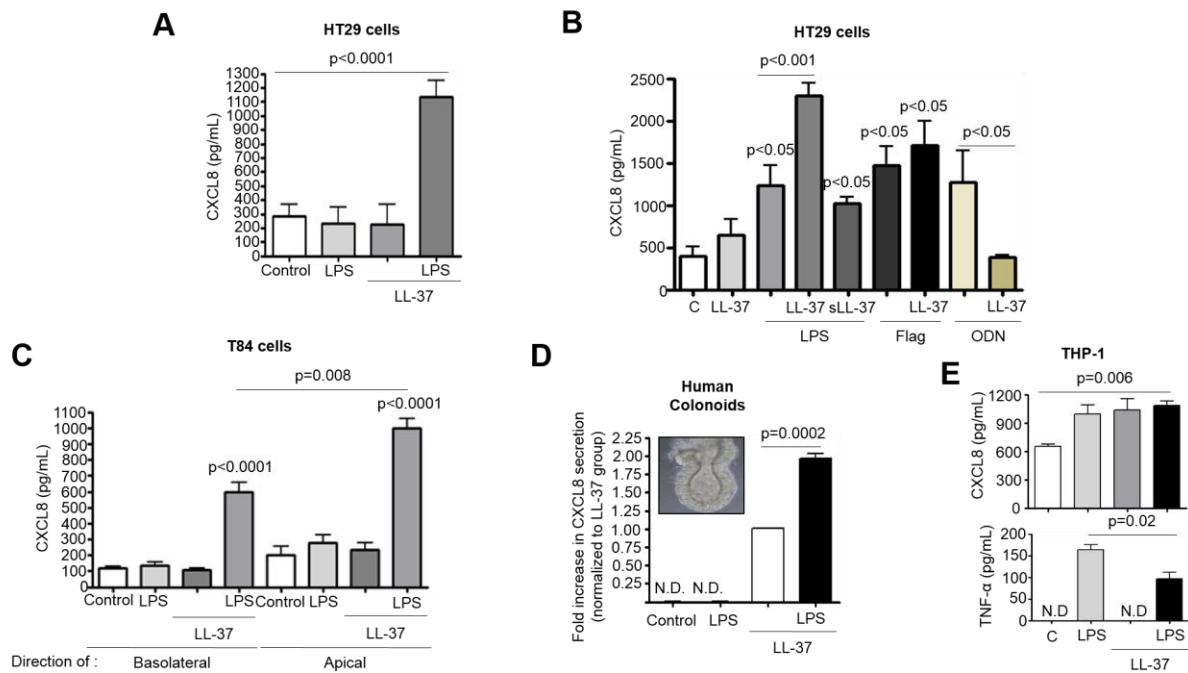 A
HT29 cells
p<0.0001
CXCL8 (pg/mL)
1300
1200
1100
1000
900
800
700
600
500
400
300
200
100
0
Control LPS LPS
LL-37
B
HT29 cells
p<0.001
p<0.05
p<0.05
p<0.05
p<0.05
p<0.05
CXCL8 (pg/mL)
2500
2000
1500
1000
500
0
C LL-37 LL-37 sLL-37 LL-37 LL-37
LPS Flag ODN
C
T84 cells
p=0.008
p<0.0001
p<0.0001
CXCL8 (pg/mL)
1100
1000
900
800
700
600
500
400
300
200
100
0
Control LPS LPS Control LPS LPS
LL-37 LL-37
Direction of : Basolateral Apical
D
Human
Colonoids
p=0.0002
Fold increase in CXCL8 secretion
(normalized to LL-37 group)
2.25
2.00
1.75
1.50
1.25
1.00
0.75
0.50
0.25
N.D. N.D.
Control LPS LPS
LL-37
E
THP-1
p=0.006
CXCL8 (pg/mL)
1200
900
600
300
0
p=0.02
TNF-α (pg/mL)
200
150
100
50
0
N.D N.D
C LPS LPS
LL-37